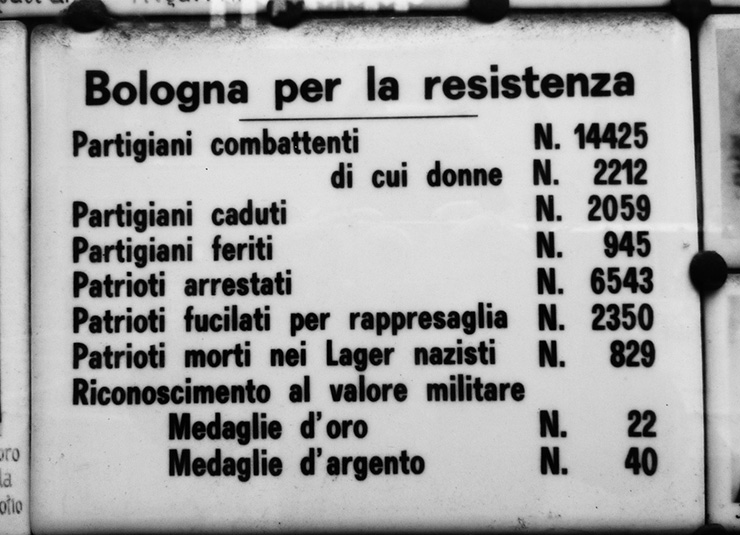 Bologna per la resistenza
Partigiani combattenti N. 14425
di cui donne N. 2212
Partigiani caduti N. 2059
Partigiani feriti N. 945
Patrioti arrestati N. 6543
Patrioti fucilati per rappresaglia N. 2350
Patrioti morti nei Lager nazisti N. 829
Riconoscimento al valore militare
Medaglie d'oro N. 22
Medaglie d'argento N. 40